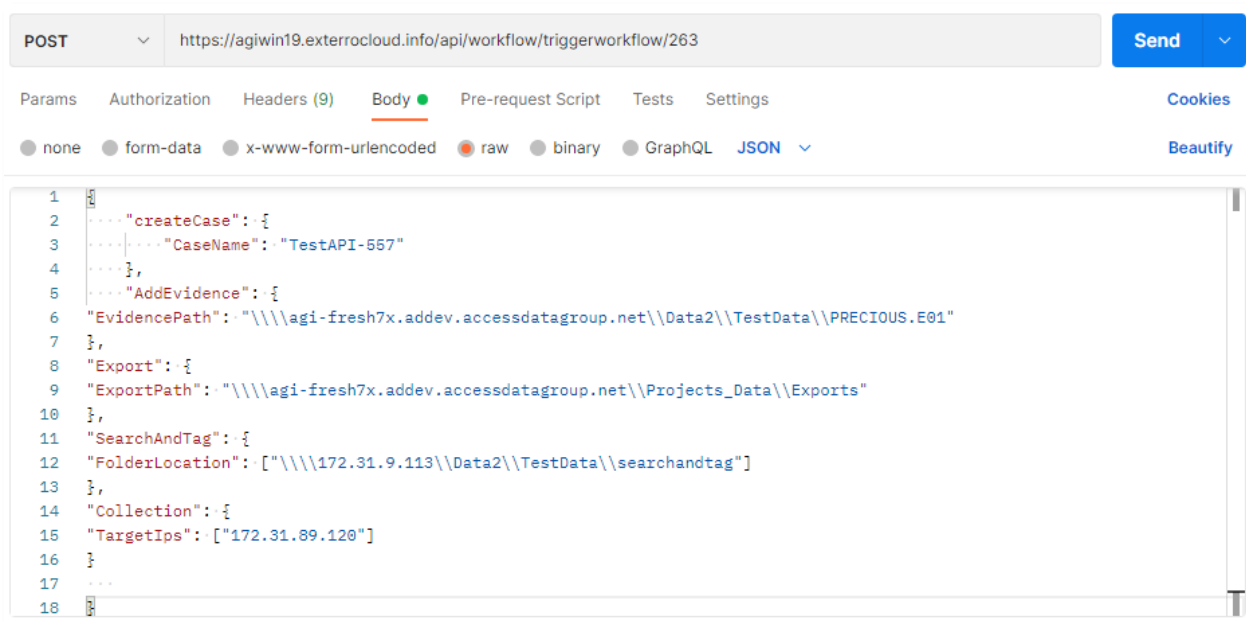 POST https://agiwin19.exterrocloud.info/api/workflow/triggerworkflow/263 Send
Params Authorization Headers (9) Body Pre-request Script Tests Settings Cookies
none form-data x-www-form-urlencoded raw binary GraphQL JSON Beautify
1 {
2 "createCase": {
3 "CaseName": "TestAPI-557"
4 },
5 "AddEvidence": {
6 "EvidencePath": "\\\\agi-fresh7x.addev.accessdatagroup.net\\Data2\\TestData\\PRECIOUS.E01"
7 },
8 "Export": {
9 "ExportPath": "\\\\agi-fresh7x.addev.accessdatagroup.net\\Projects_Data\\Exports"
10 },
11 "SearchAndTag": {
12 "FolderLocation": ["\\\\172.31.9.113\\Data2\\TestData\\searchandtag"]
13 },
14 "Collection": {
15 "TargetIps": ["172.31.89.120"]
16 }
17
18 }